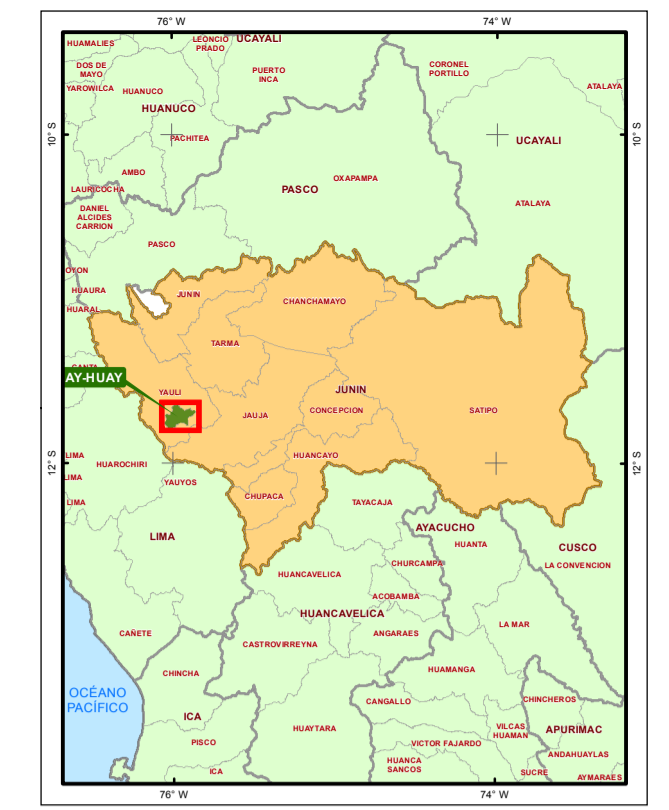 76° W
74° W
HUAMALIES
LEONCIO
PRADO
UCAYALI
DOS DE
MAYO
PUERTO
INCA
CORONEL
PORTILLO
YAROWILCA
HUANUCO
ATALAYA
HUANUCO
10° S
10° S
PACHITEA
UCAYALI
AMBO
LAURICOCHA
PASCO
OXAPAMPA
DANIEL
ALCIDES
CARRION
ATALAYA
PASCO
OYON
HUAURA
JUNIN
CHANCHAMAYO
HUARAL
TARMA
CANTA
AY-HUAY
YAULI
JUNIN
JAUJA
CONCEPCION
SATIPO
LIMA
HUAROCHIRI
HUANCAYO
12° S
12° S
LIMA
YAUYOS
CHUPACA
LIMA
TAYACAJA
LIMA
AYACUCHO
HUANTA
CUSCO
LA CONVENCION
CHURCAMPA
HUANCAVELICA
ACOBAMBA
HUANCAVELICA
LA MAR
CAÑETE
ANGARAES
CASTROVIRREYNA
HUAMANGA
CHINCHA
OCÉANO
PACÍFICO
CANGALLO
CHINCHEROS
ICA
HUAYTARA
VILCAS
HUAMAN
APURIMAC
PISCO
VICTOR FAJARDO
ANDAHUAYLAS
HUANCA
SANCOS
ICA
SUCRE
AYMARAES
76° W
74° W